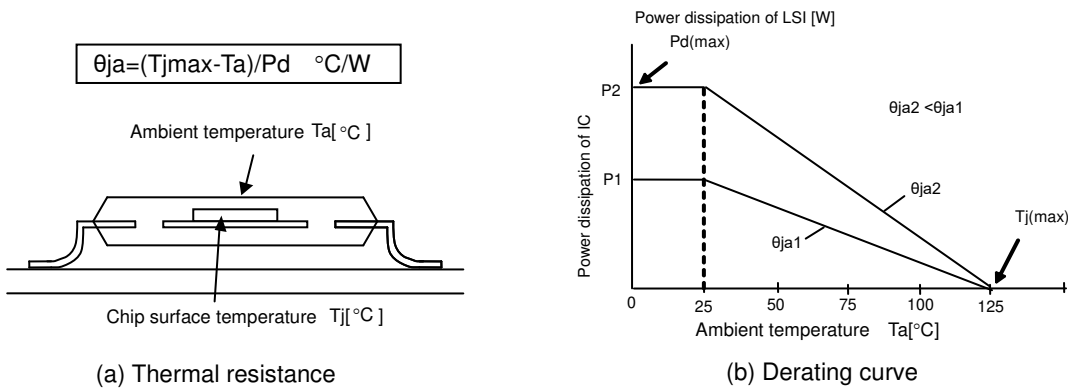 θja=(Tjmax-Ta)/Pd °C/W
Ambient temperature Ta[°C]
Chip surface temperature Tj[°C]
(a) Thermal resistance
Power dissipation of LSI [W]
Pd(max)
P2
θja2 <θja1
Power dissipation of IC
P1
θja2
Tj(max)
θja1
0 25 50 75 100 125
Ambient temperature Ta[°C]
(b) Derating curve